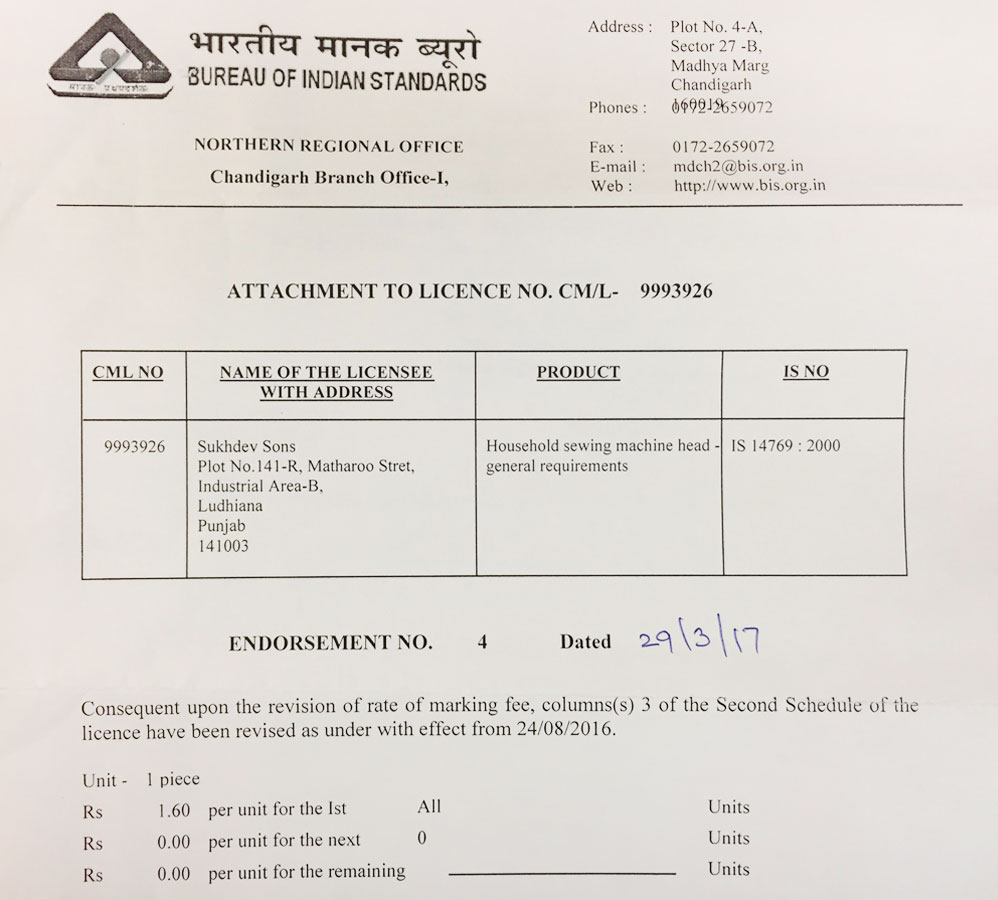 भारतीय मानक ब्यूरो
BUREAU OF INDIAN STANDARDS
NORTHERN REGIONAL OFFICE
Chandigarh Branch Office-I,
Address : Plot No. 4-A,
Sector 27 -B,
Madhya Marg
Chandigarh
160019
Phones : 0172-2659072
Fax : 0172-2659072
E-mail : mdch2@bis.org.in
Web : http://www.bis.org.in
ATTACHMENT TO LICENCE NO. CM/L- 9993926
CML NO
NAME OF THE LICENSEE
WITH ADDRESS
PRODUCT
IS NO
9993926
Sukhdev Sons
Plot No.141-R, Matharoo Stret,
Industrial Area-B,
Ludhiana
Punjab
141003
Household sewing machine head -
general requirements
IS 14769 : 2000
ENDORSEMENT NO. 4 Dated 29/3/17
Consequent upon the revision of rate of marking fee, columns(s) 3 of the Second Schedule of the
licence have been revised as under with effect from 24/08/2016.
Unit - 1 piece
Rs 1.60 per unit for the Ist All Units
Rs 0.00 per unit for the next 0 Units
Rs 0.00 per unit for the remaining Units